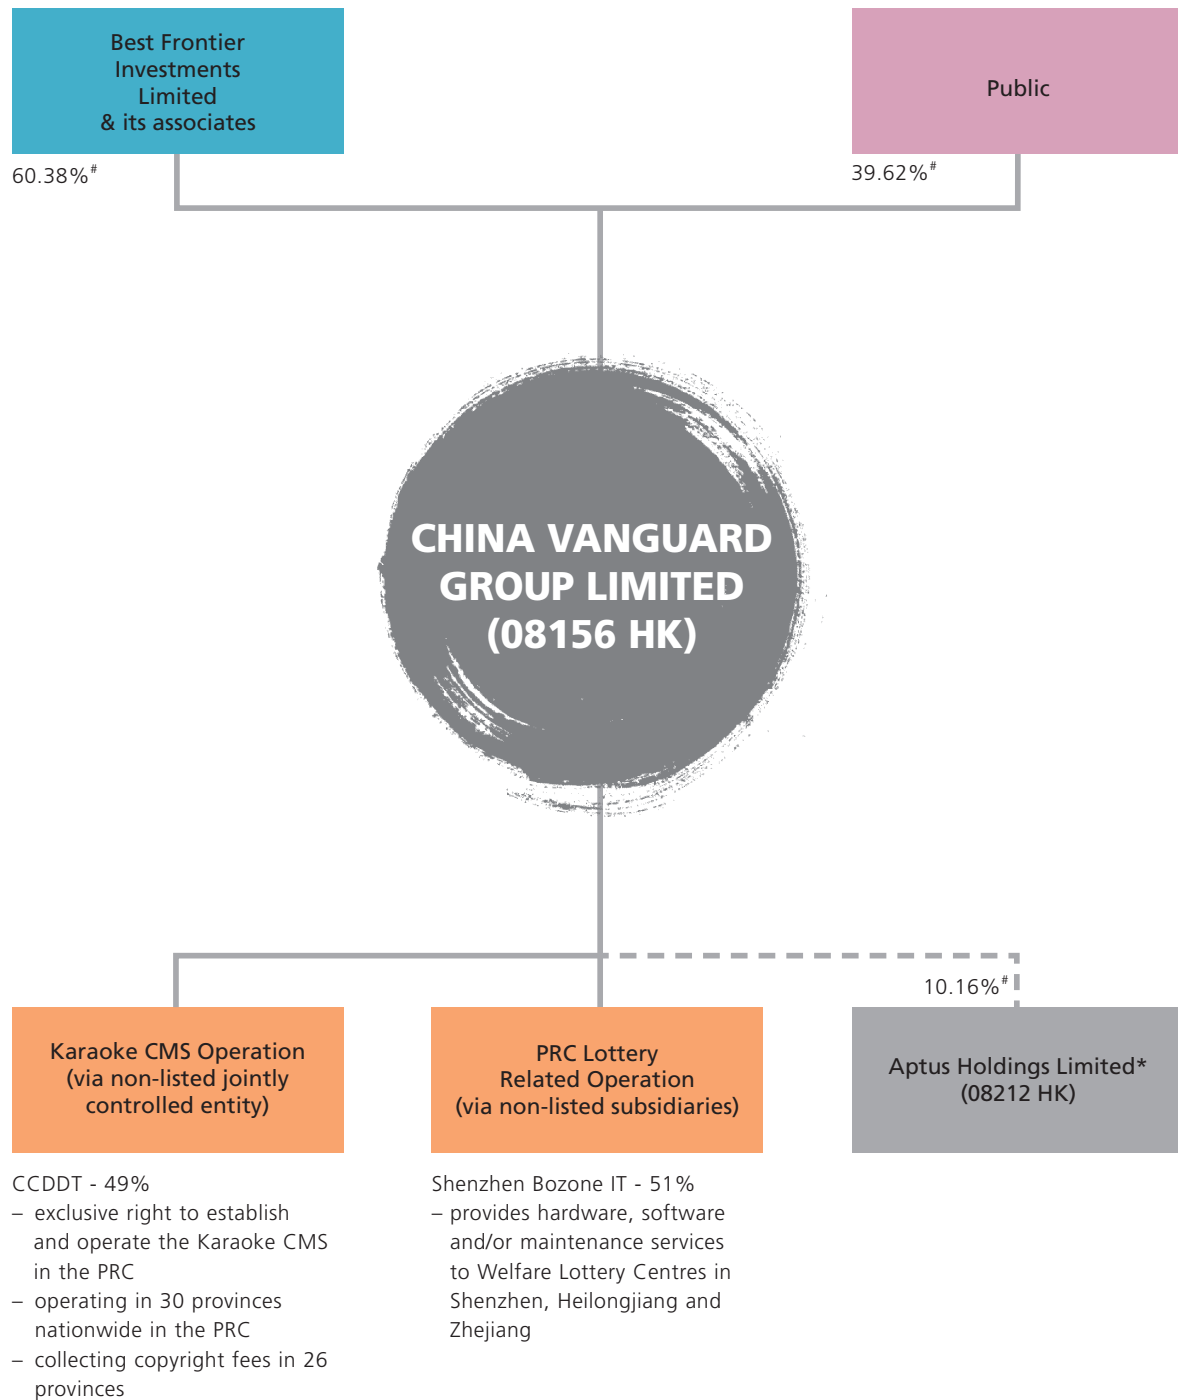 Best Frontier
Investments
Limited
& its associates
Public
60.38%#
39.62%#
CHINA VANGUARD
GROUP LIMITED
(08156 HK)
10.16%#
Karaoke CMS Operation
(via non-listed jointly
controlled entity)
PRC Lottery
Related Operation
(via non-listed subsidiaries)
Aptus Holdings Limited*
(08212 HK)
CCDDT - 49%
– exclusive right to establish
and operate the Karaoke CMS
in the PRC
– operating in 30 provinces
nationwide in the PRC
– collecting copyright fees in 26
provinces
Shenzhen Bozone IT - 51%
– provides hardware, software
and/or maintenance services
to Welfare Lottery Centres in
Shenzhen, Heilongjiang and
Zhejiang